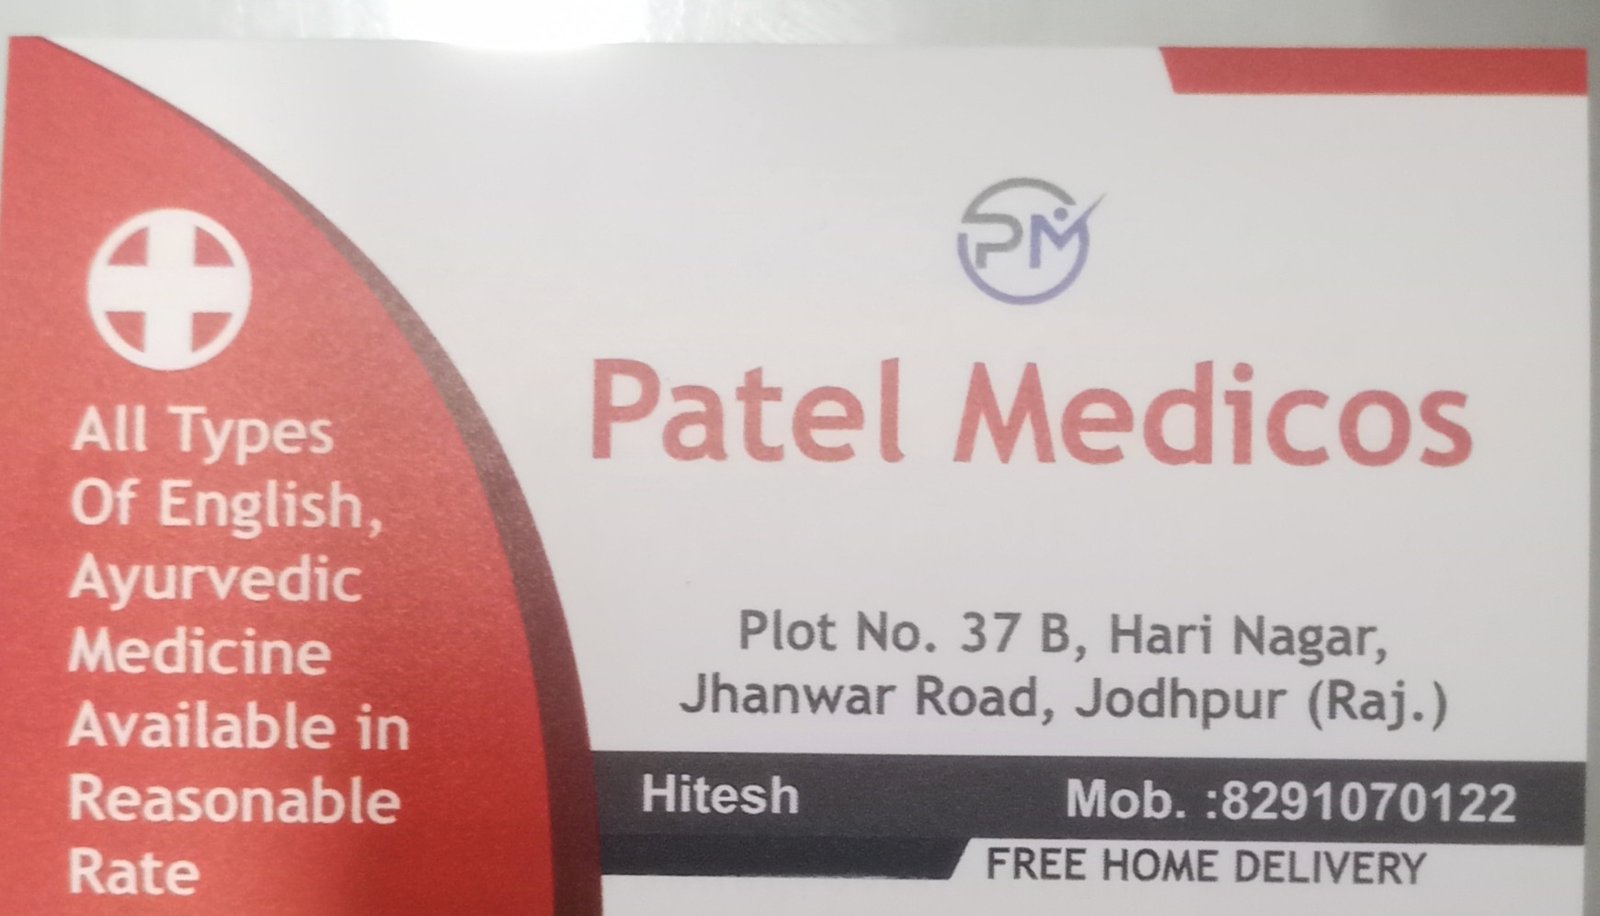 PM
Patel Medicos
All Types
Of English,
Ayurvedic
Medicine
Available in
Reasonable
Rate
Plot No. 37 B, Hari Nagar,
Jhanwar Road, Jodhpur (Raj.)
Hitesh Mob. :8291070122
FREE HOME DELIVERY